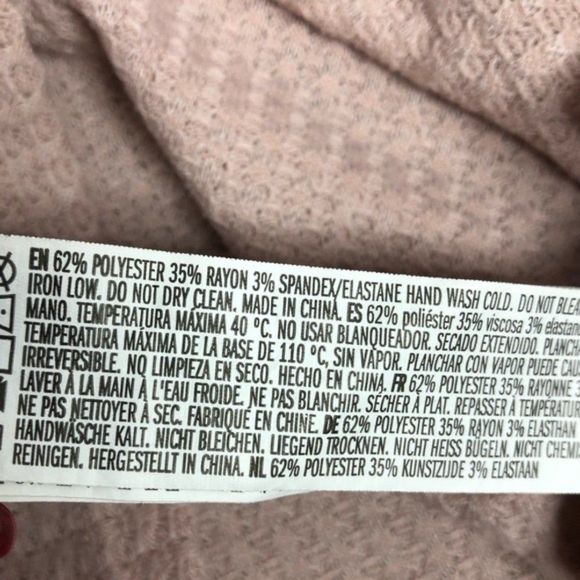 EN 62% POLYESTER 35% RAYON 3% SPANDEX/ELASTANE HAND WASH COLD. DO NOT BLEA
IRON LOW. DO NOT DRY CLEAN. MADE IN CHINA. ES 62% poliéster 35% viscosa 3% elastane
MANO. TEMPERATURA MÁXIMA 40 °C. NO USAR BLANQUEADOR. SECADO EXTENDIDO. PLANCHA
TEMPERATURA MÁXIMA DE LA BASE DE 110 °C, SIN VAPOR. PLANCHAR CON VAPOR PUEDE CAUS
IRREVERSIBLE. NO LIMPIEZA EN SECO. HECHO EN CHINA. FR 62% POLYESTER 35% RAYONNE 3
LAVER À LA MAIN À L'EAU FROIDE. NE PAS BLANCHIR. SÉCHER À PLAT. REPASSER À TEMPÉRATU
NE PAS NETTOYER À SEC. FABRIQUÉ EN CHINE. DE 62% POLYESTER 35% RAYON 3% ELASTHAN
HANDWÄSCHE KALT. NICHT BLEICHEN. LIEGEND TROCKNEN. NICHT HEISS BÜGELN. NICHT CHEMIS
REINIGEN. HERGESTELLT IN CHINA. NL 62% POLYESTER 35% KUNSTZIJDE 3% ELASTAAN